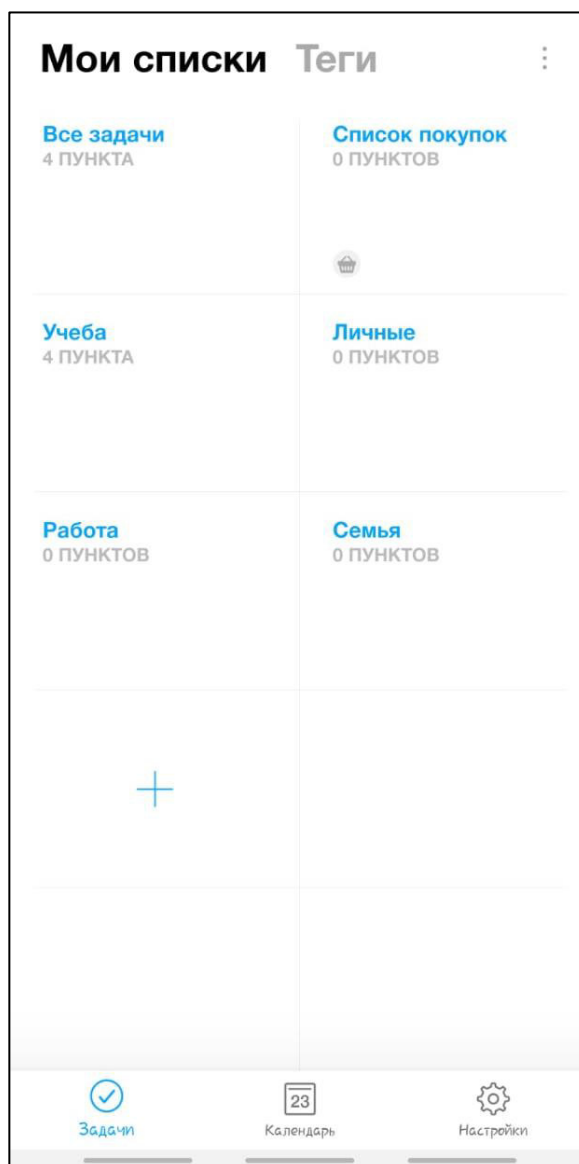 Мои списки Теги
Все задачи
4 ПУНКТА
Список покупок
0 ПУНКТОВ
Учеба
4 ПУНКТА
Личные
0 ПУНКТОВ
Работа
0 ПУНКТОВ
Семья
0 ПУНКТОВ
23
Задачи Календарь Настройки